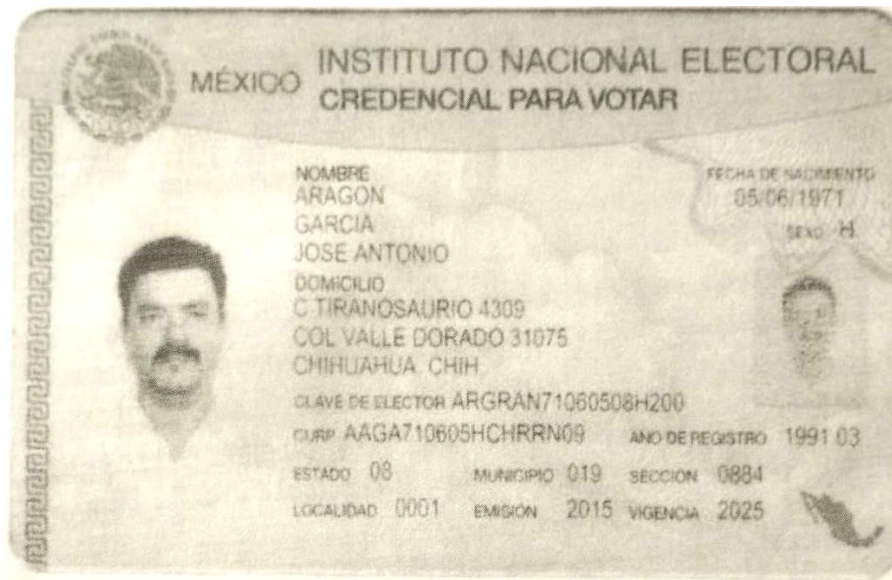 MÉXICO INSTITUTO NACIONAL ELECTORAL
CREDENCIAL PARA VOTAR
NOMBRE
ARAGON
GARCIA
JOSE ANTONIO
FECHA DE NACIMIENTO
05/06/1971
SEXO H
DOMICILIO
C TIRANOSAURIO 4309
COL VALLE DORADO 31075
CHIHUAHUA, CHIH.
CLAVE DE ELECTOR ARGRAN71060508H200
CURP AAGA710605HCHRRN09 AÑO DE REGISTRO 1991 03
ESTADO 08 MUNICIPIO 019 SECCION 0884
LOCALIDAD 0001 EMISIÓN 2015 VIGENCIA 2025